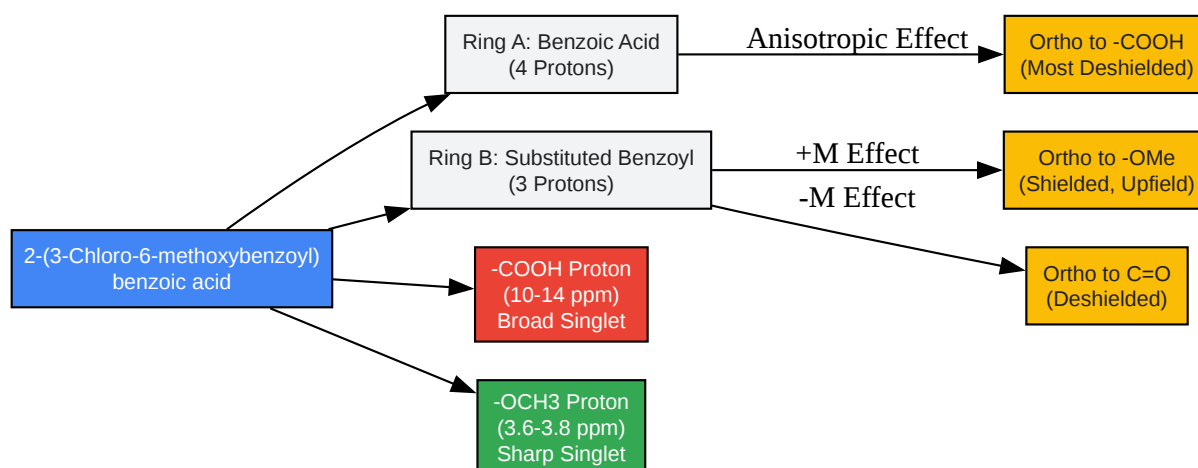 Ring A: Benzoic Acid
(4 Protons)
Anisotropic Effect
Ortho to -COOH
(Most Deshielded)
Ring B: Substituted Benzoyl
(3 Protons)
+M Effect
-M Effect
Ortho to -OMe
(Shielded, Upfield)
2-(3-Chloro-6-methoxybenzoyl)
benzoic acid
-COOH Proton
(10-14 ppm)
Broad Singlet
Ortho to C=O
(Deshielded)
-OCH3 Proton
(3.6-3.8 ppm)
Sharp Singlet